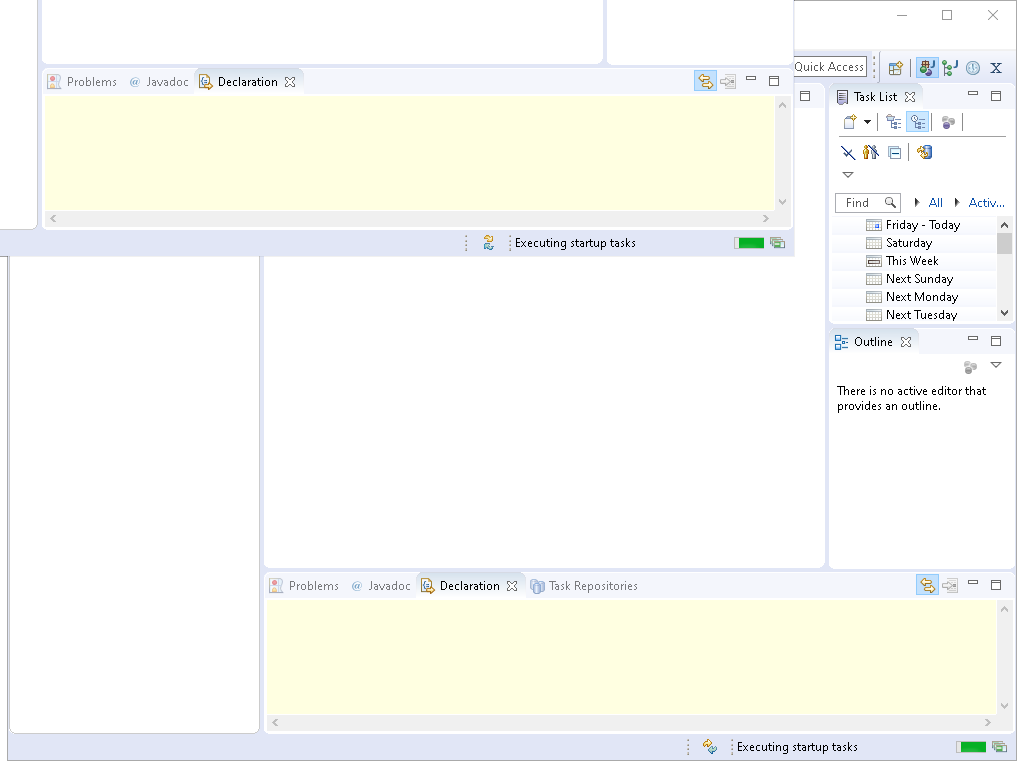 Problems @ Javadoc Declaration
Executing startup tasks
Quick Access
Task List
Find All Activ...
Friday - Today
Saturday
This Week
Next Sunday
Next Monday
Next Tuesday
Outline
There is no active editor that
provides an outline.
Problems @ Javadoc Declaration Task Repositories
Executing startup tasks